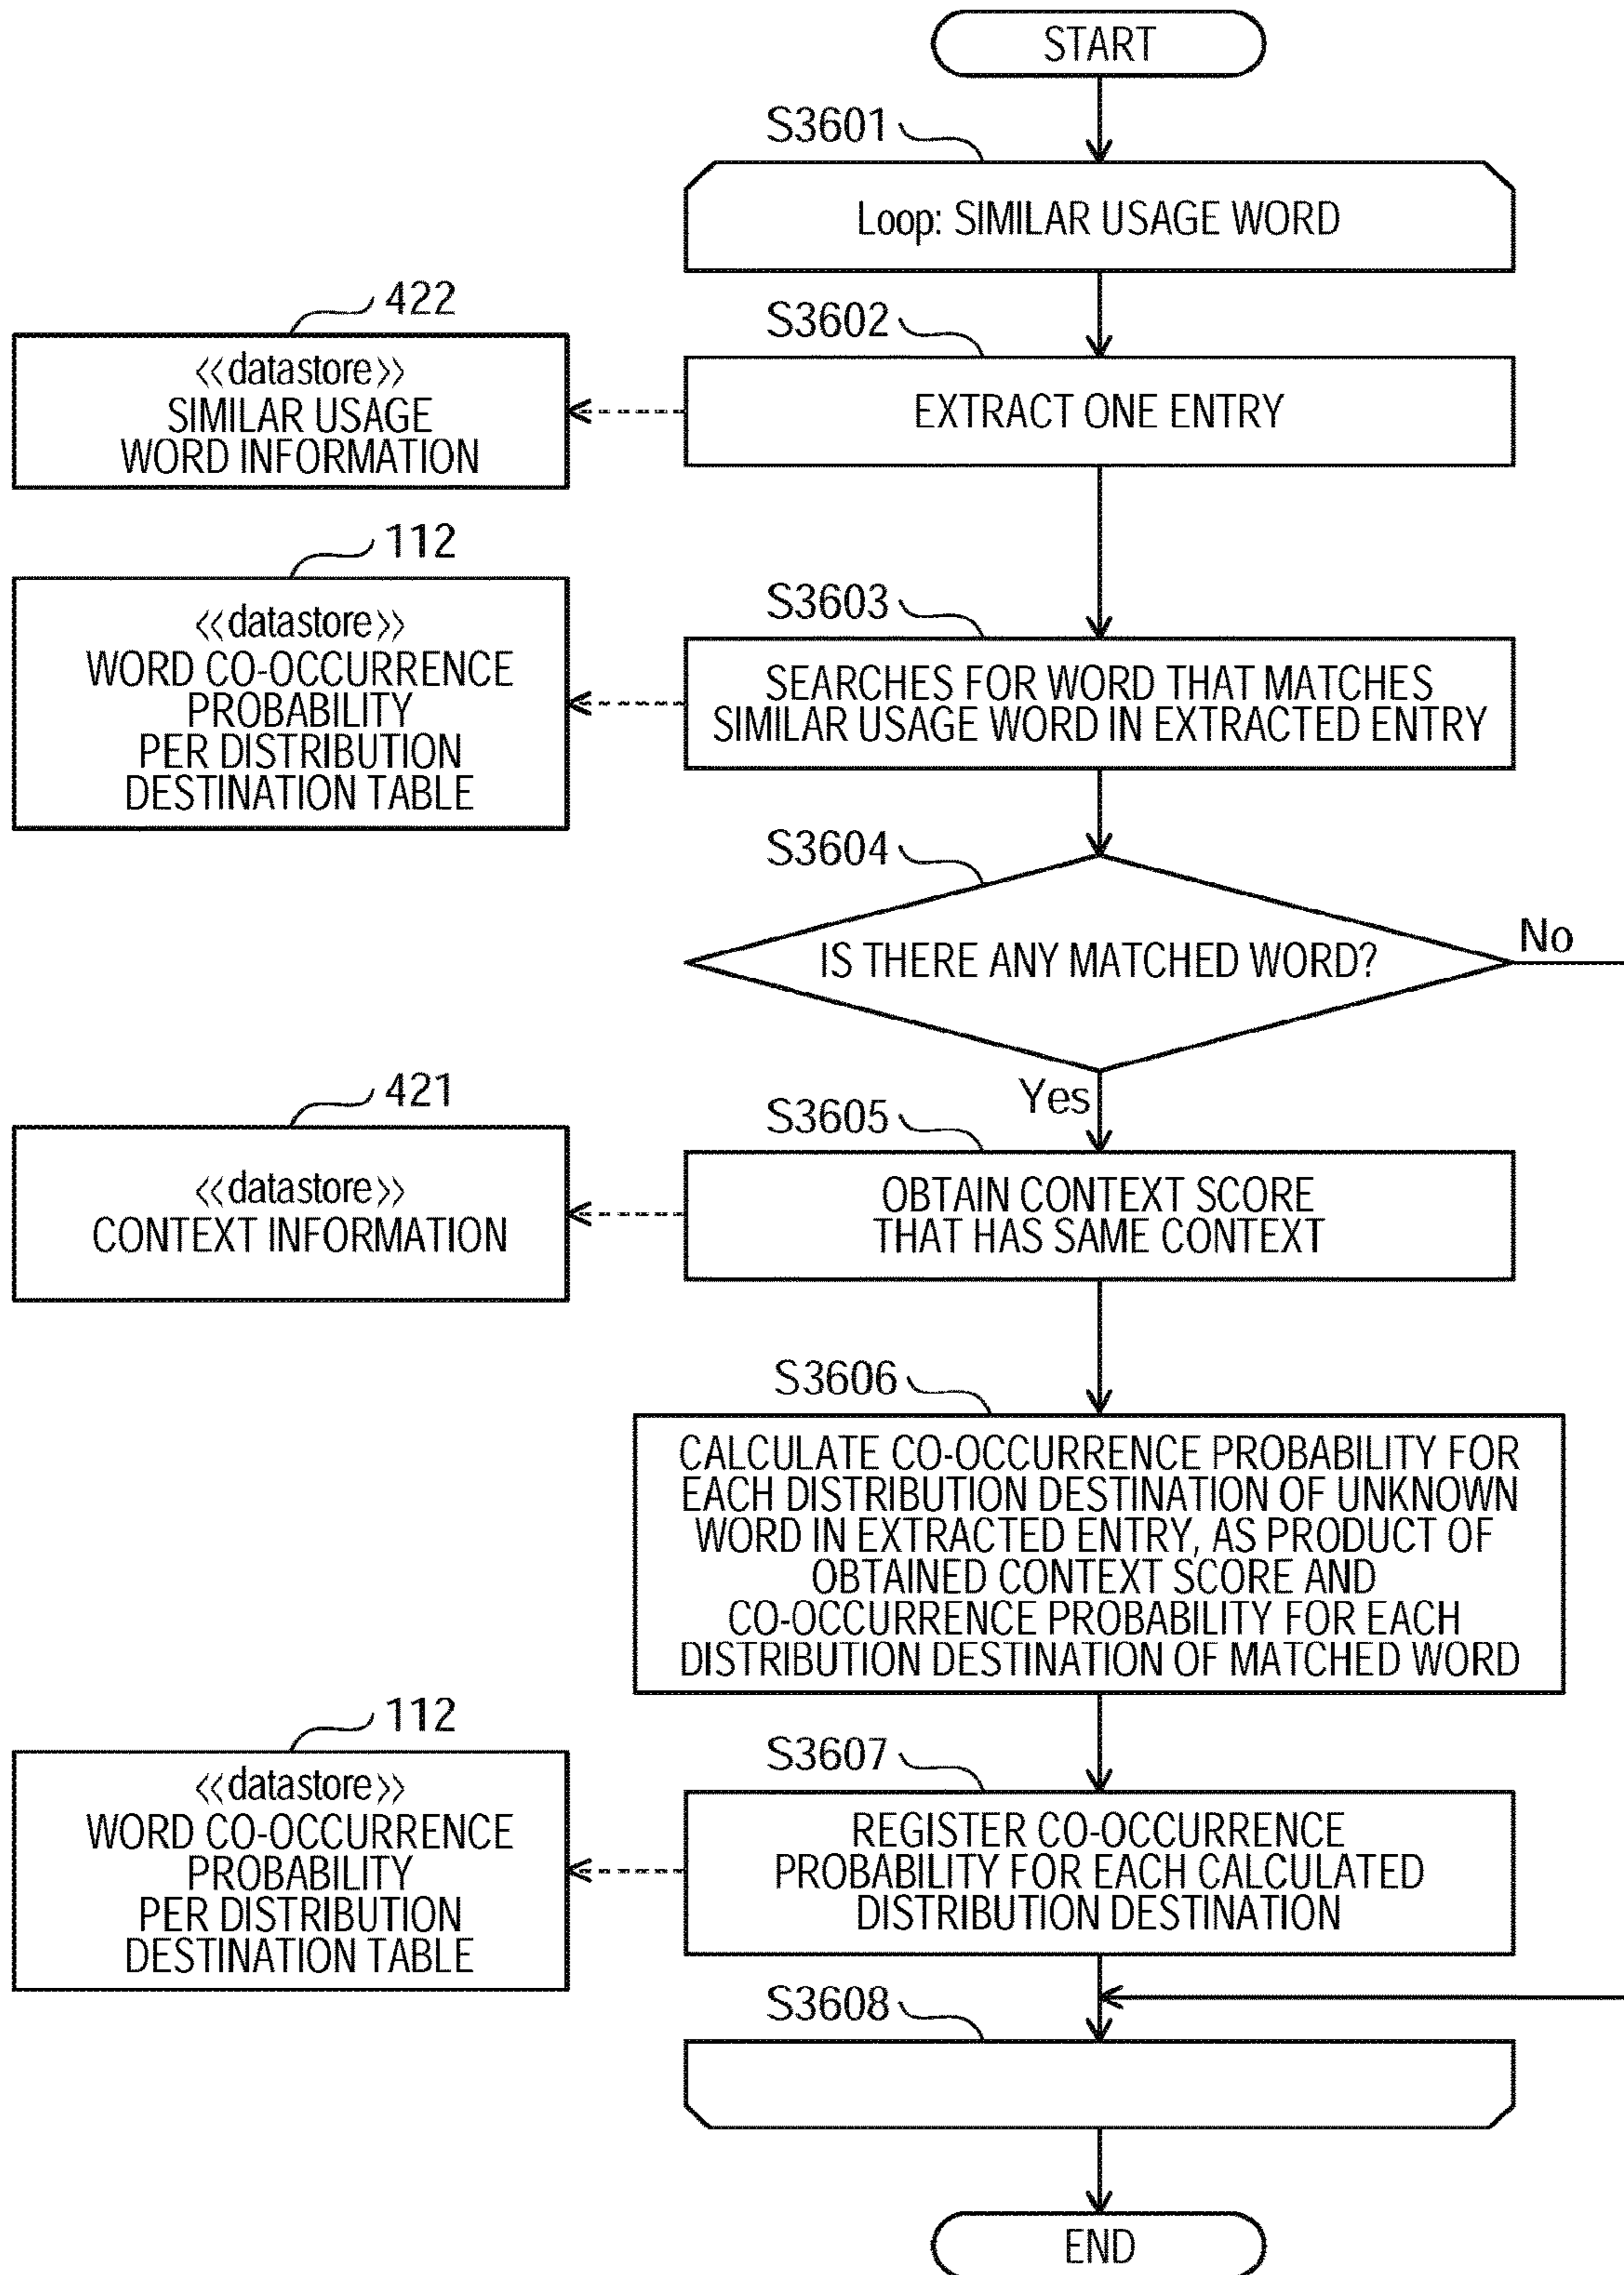 START
S3601
Loop: SIMILAR USAGE WORD
422
<<datastore>>
SIMILAR USAGE
WORD INFORMATION
S3602
EXTRACT ONE ENTRY
112
<<datastore>>
WORD CO-OCCURRENCE
PROBABILITY
PER DISTRIBUTION
DESTINATION TABLE
S3603
SEARCHES FOR WORD THAT MATCHES
SIMILAR USAGE WORD IN EXTRACTED ENTRY
S3604
IS THERE ANY MATCHED WORD?
No
Yes
421
<<datastore>>
CONTEXT INFORMATION
S3605
OBTAIN CONTEXT SCORE
THAT HAS SAME CONTEXT
S3606
CALCULATE CO-OCCURRENCE PROBABILITY FOR
EACH DISTRIBUTION DESTINATION OF UNKNOWN
WORD IN EXTRACTED ENTRY, AS PRODUCT OF
OBTAINED CONTEXT SCORE AND
CO-OCCURRENCE PROBABILITY FOR EACH
DISTRIBUTION DESTINATION OF MATCHED WORD
112
<<datastore>>
WORD CO-OCCURRENCE
PROBABILITY
PER DISTRIBUTION
DESTINATION TABLE
S3607
REGISTER CO-OCCURRENCE
PROBABILITY FOR EACH CALCULATED
DISTRIBUTION DESTINATION
S3608
END